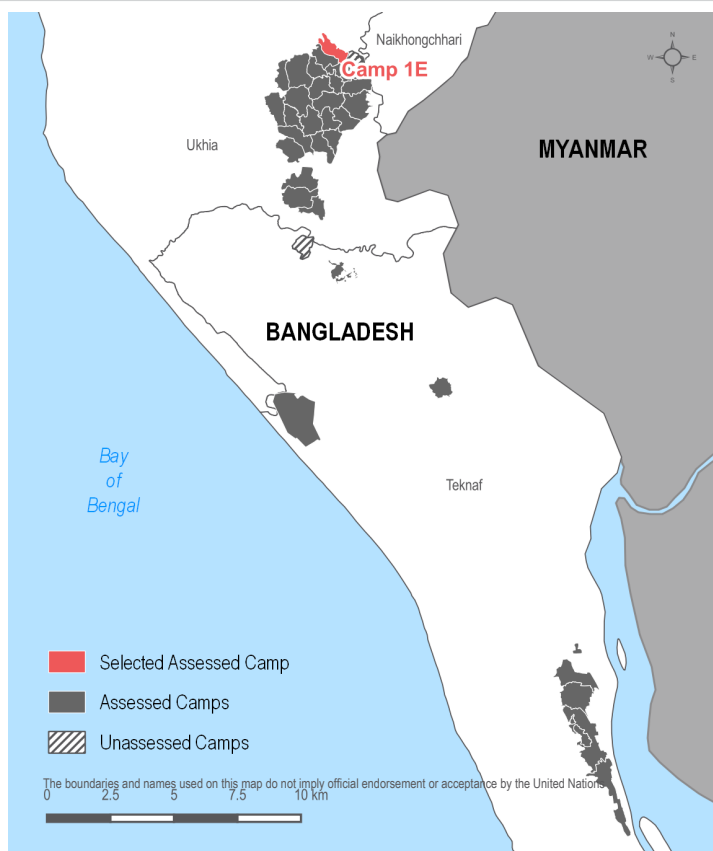 N
W E
S
Naikhongchhari
Camp 1E
Ukhia
MYANMAR
BANGLADESH
Bay
of
Bengal
Teknaf
Selected Assessed Camp
Assessed Camps
Unassessed Camps
The boundaries and names used on this map do not imply official endorsement or acceptance by the United Nations
0 2.5 5 7.5 10 km